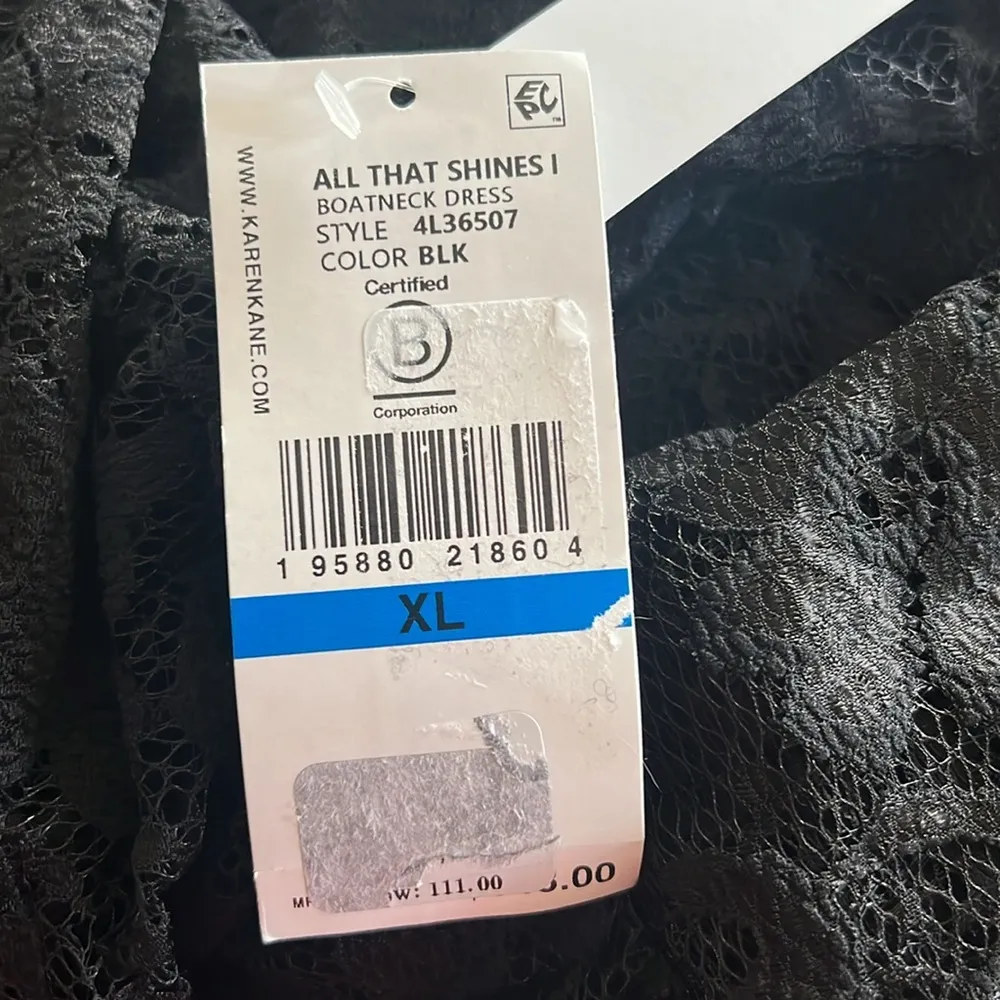 EPC™
ALL THAT SHINES I
BOATNECK DRESS
STYLE 4L36507
COLOR BLK
WWW.KARENKANE.COM
Certified
B
Corporation
1 95880 21860 4
XL
111.00
.00